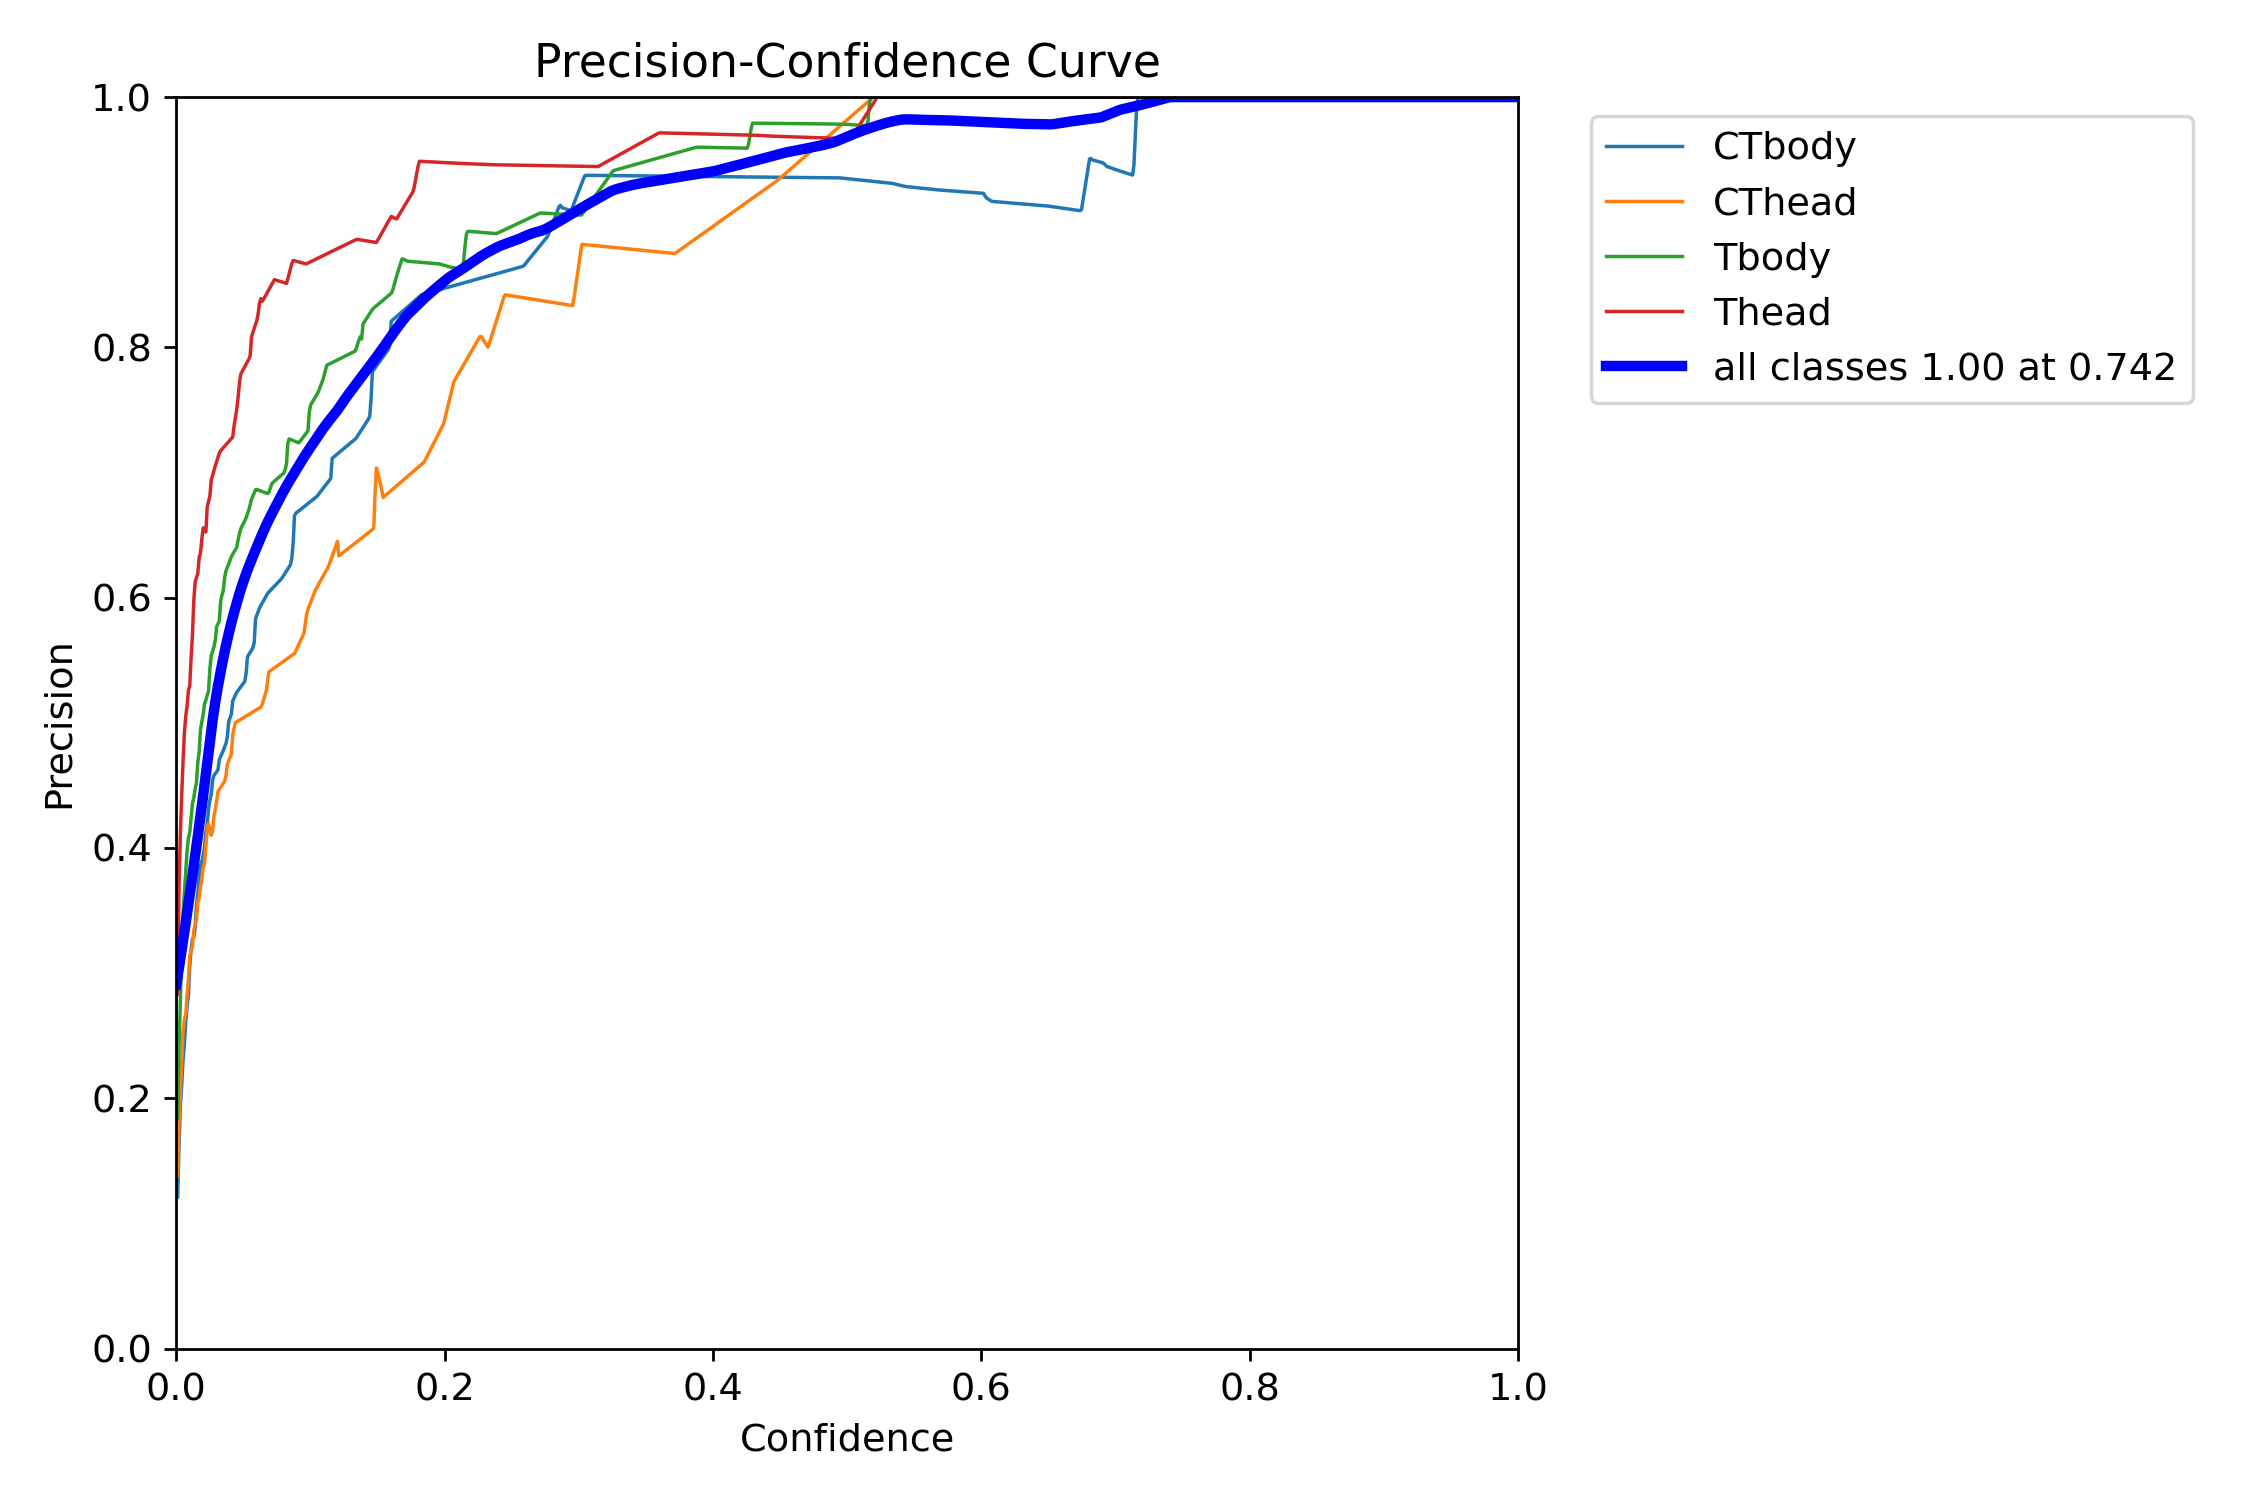 Precision-Confidence Curve
1.0
0.8
0.6
0.4
0.2
0.0
Precision
0.0 0.2 0.4 0.6 0.8 1.0
Confidence
CTbody
CThead
Tbody
Thead
all classes 1.00 at 0.742